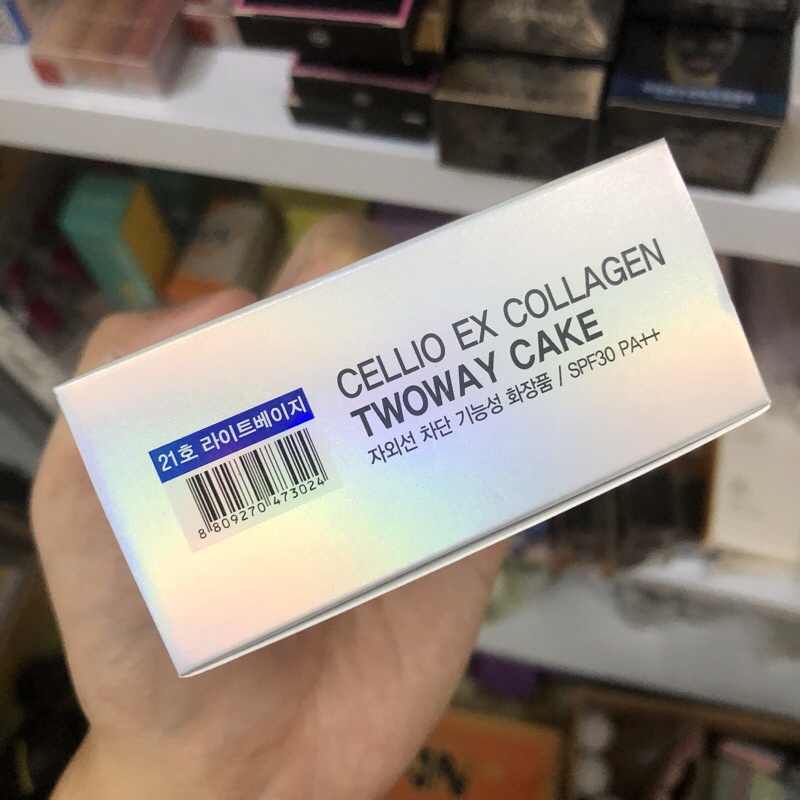 CELLIO EX COLLAGEN
TWOWAY CAKE
자외선 차단 기능성 화장품 / SPF30 PA++
21호 라이트베이지
8 809270 473024